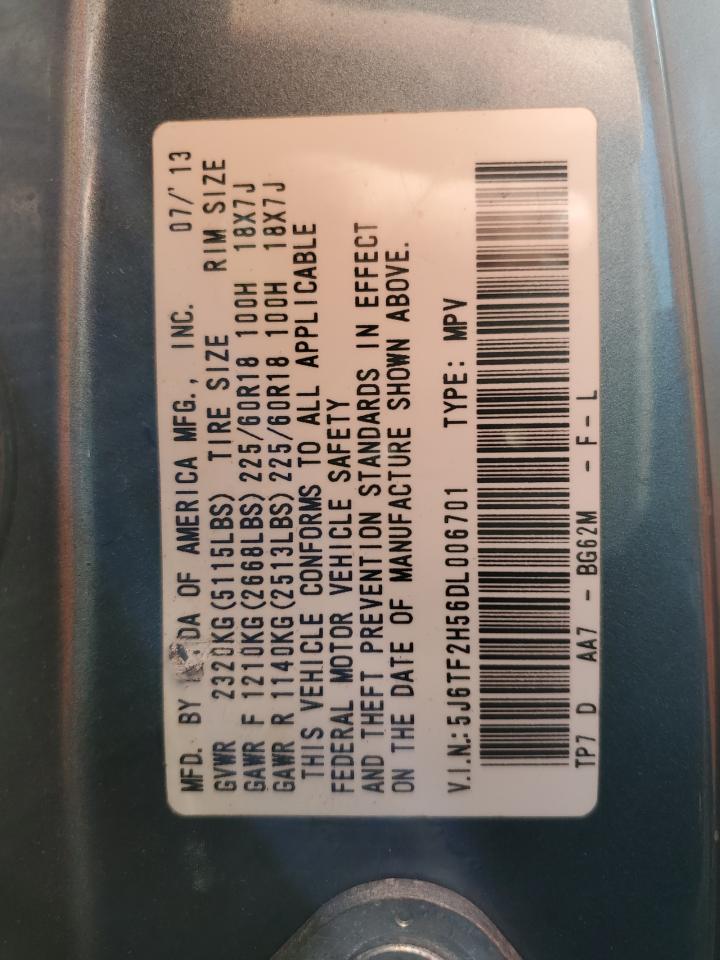 MFD. BY DA OF AMERICA MFG., INC. 07/'13
GVWR 2320KG(5115LBS) TIRE SIZE RIM SIZE
GAWR F 1210KG(2668LBS) 225/60R18 100H 18X7J
GAWR R 1140KG(2513LBS) 225/60R18 100H 18X7J
THIS VEHICLE CONFORMS TO ALL APPLICABLE
FEDERAL MOTOR VEHICLE SAFETY
AND THEFT PREVENTION STANDARDS IN EFFECT
ON THE DATE OF MANUFACTURE SHOWN ABOVE.
V.I.N.: 5J6TF2H56DL006701 TYPE: MPV
TP7 D AA7 - BG62M - F - L